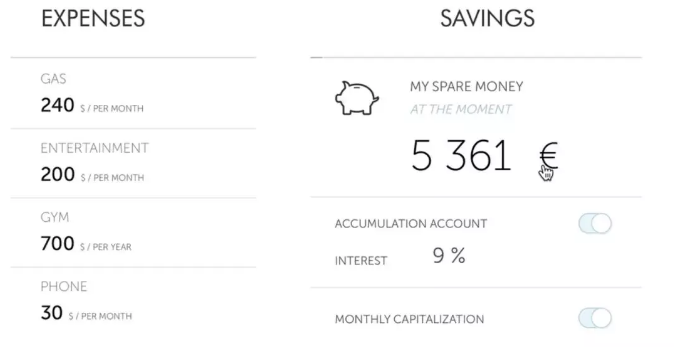 EXPENSES
GAS
240 $ / PER MONTH
ENTERTAINMENT
200 $ / PER MONTH
GYM
700 $ / PER YEAR
PHONE
30 $ / PER MONTH
SAVINGS
MY SPARE MONEY
AT THE MOMENT
5 361 €
ACCUMULATION ACCOUNT
INTEREST 9 %
MONTHLY CAPITALIZATION